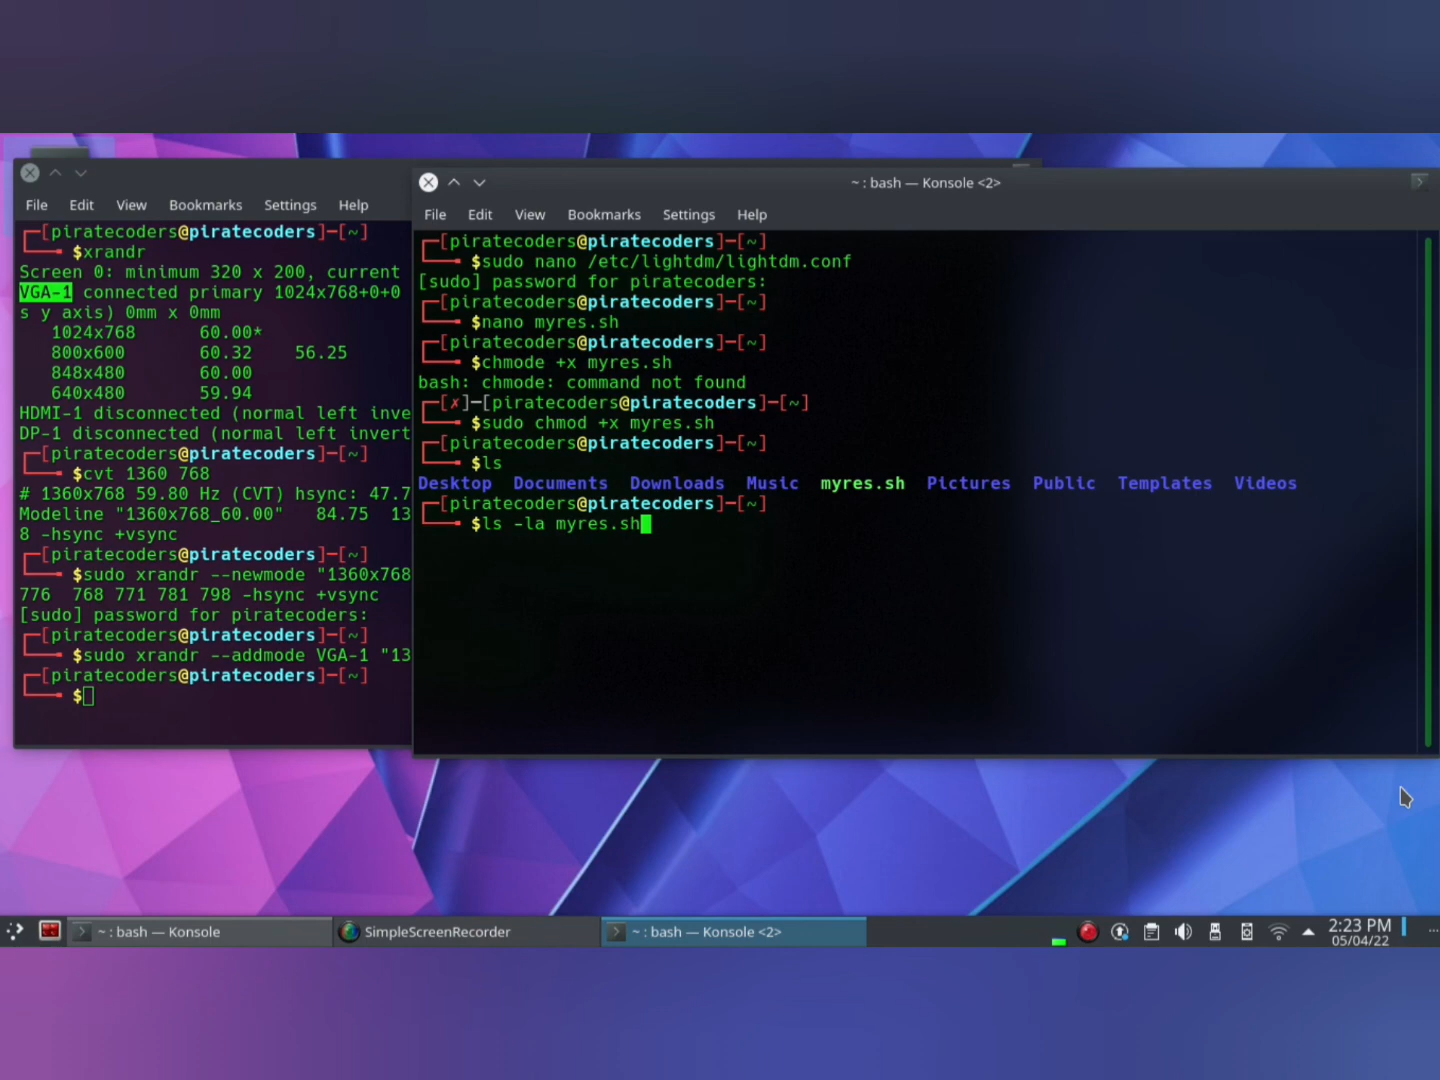 File Edit View Bookmarks Settings Help
[piratecoders@piratecoders]-[~]
$xrandr
Screen 0: minimum 320 x 200, current
VGA-1 connected primary 1024x768+0+0
s y axis) 0mm x 0mm
1024x768 60.00*
800x600 60.32 56.25
848x480 60.00
640x480 59.94
HDMI-1 disconnected (normal left inve
DP-1 disconnected (normal left invert
[piratecoders@piratecoders]-[~]
$cvt 1360 768
# 1360x768 59.80 Hz (CVT) hsync: 47.7
Modeline "1360x768_60.00" 84.75 13
8 -hsync +vsync
[piratecoders@piratecoders]-[~]
$sudo xrandr --newmode "1360x768
776 768 771 781 798 -hsync +vsync
[sudo] password for piratecoders:
[piratecoders@piratecoders]-[~]
$sudo xrandr --addmode VGA-1 "13
[piratecoders@piratecoders]-[~]
$
~ : bash — Konsole <2>
File Edit View Bookmarks Settings Help
[piratecoders@piratecoders]-[~]
$sudo nano /etc/lightdm/lightdm.conf
[sudo] password for piratecoders:
[piratecoders@piratecoders]-[~]
$nano myres.sh
[piratecoders@piratecoders]-[~]
$chmode +x myres.sh
bash: chmode: command not found
[✗]-[piratecoders@piratecoders]-[~]
$sudo chmod +x myres.sh
[piratecoders@piratecoders]-[~]
$ls
Desktop Documents Downloads Music myres.sh Pictures Public Templates Videos
[piratecoders@piratecoders]-[~]
$ls -la myres.sh
~ : bash — Konsole
SimpleScreenRecorder
~ : bash — Konsole <2>
2:23 PM
05/04/22